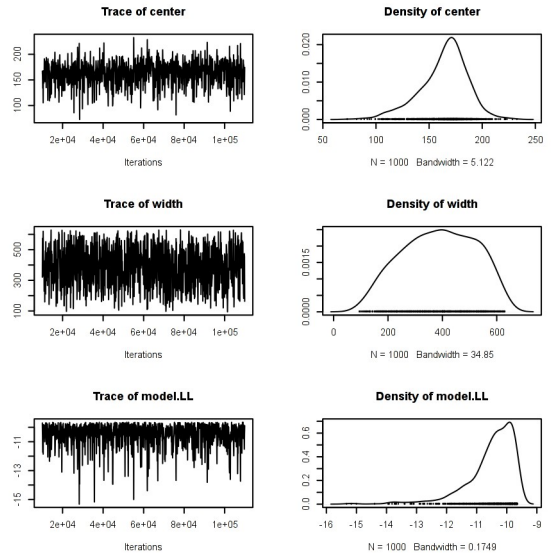 Trace of center
100 150 200
2e+04 4e+04 6e+04 8e+04 1e+05
Iterations
Density of center
0.000 0.010 0.020
50 100 150 200 250
N = 1000 Bandwidth = 5.122
Trace of width
100 300 500
2e+04 4e+04 6e+04 8e+04 1e+05
Iterations
Density of width
0.0000 0.0015
0 200 400 600
N = 1000 Bandwidth = 34.85
Trace of model.LL
-15 -13 -11
2e+04 4e+04 6e+04 8e+04 1e+05
Iterations
Density of model.LL
0.0 0.2 0.4 0.6
-16 -15 -14 -13 -12 -11 -10 -9
N = 1000 Bandwidth = 0.1749